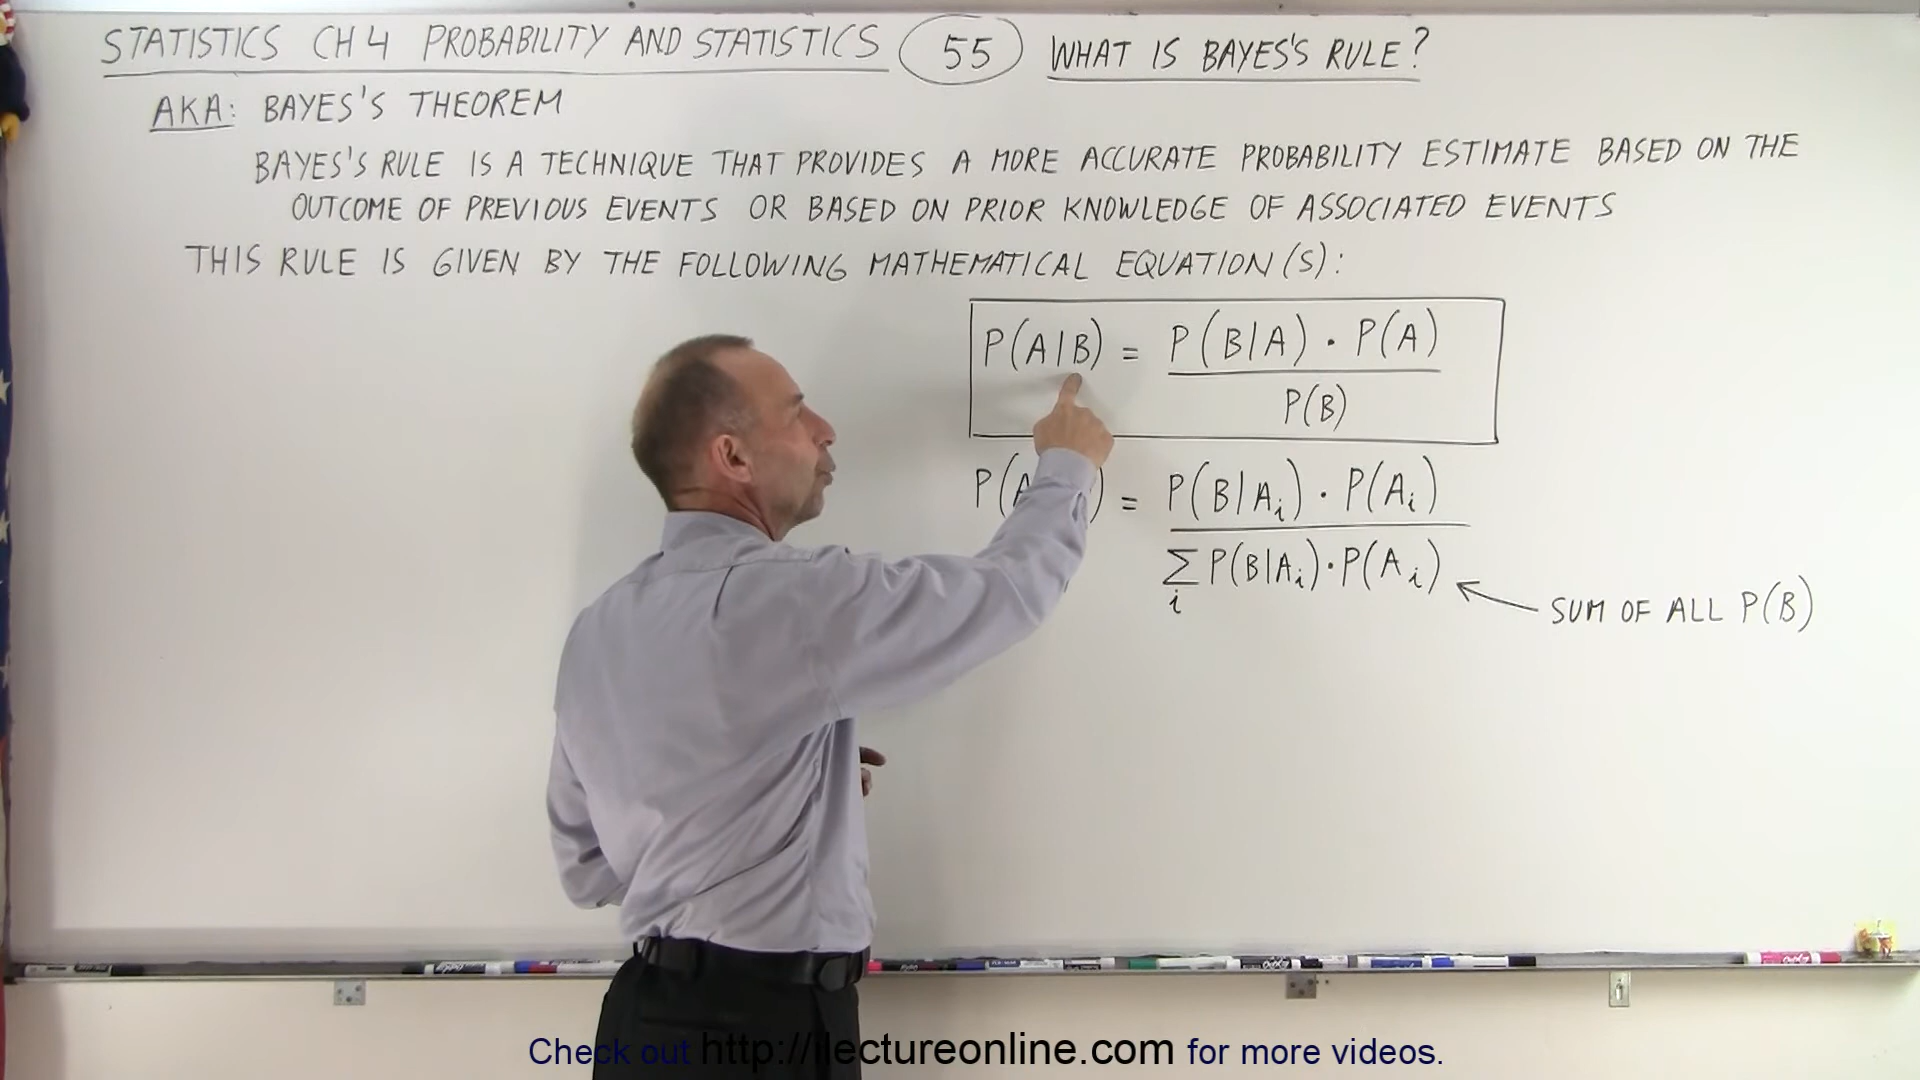 STATISTICS CH 4 PROBABILITY AND STATISTICS 55 WHAT IS BAYES'S RULE?
AKA: BAYES'S THEOREM
BAYES'S RULE IS A TECHNIQUE THAT PROVIDES A MORE ACCURATE PROBABILITY ESTIMATE BASED ON THE
OUTCOME OF PREVIOUS EVENTS OR BASED ON PRIOR KNOWLEDGE OF ASSOCIATED EVENTS
THIS RULE IS GIVEN BY THE FOLLOWING MATHEMATICAL EQUATION(S):
P(A|B) = P(B|A) · P(A)
P(B)
P(A ) = P(B|Ai) · P(Ai)
Σ P(B|Ai)·P(Ai)
i
SUM OF ALL P(B)
Check out http://ilectureonline.com for more videos.